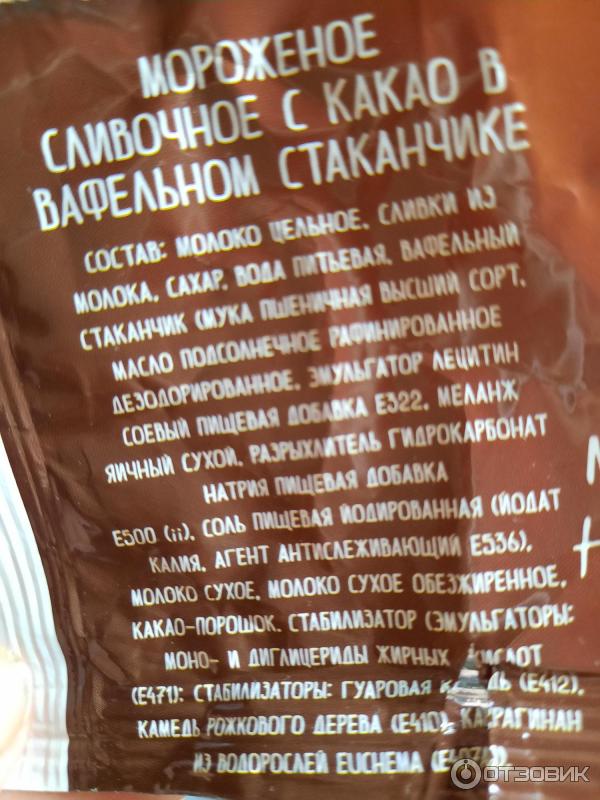 МОРОЖЕНОЕ
СЛИВОЧНОЕ С КАКАО В
ВАФЕЛЬНОМ СТАКАНЧИКЕ
СОСТАВ: МОЛОКО ЦЕЛЬНОЕ, СЛИВКИ ИЗ
МОЛОКА, САХАР, ВОДА ПИТЬЕВАЯ, ВАФЕЛЬНЫЙ
СТАКАНЧИК (МУКА ПШЕНИЧНАЯ ВЫСШИЙ СОРТ,
МАСЛО ПОДСОЛНЕЧНОЕ РАФИНИРОВАННОЕ
ДЕЗОДОРИРОВАННОЕ, ЭМУЛЬГАТОР ЛЕЦИТИН
СОЕВЫЙ ПИЩЕВАЯ ДОБАВКА Е322, МЕЛАНЖ
ЯИЧНЫЙ СУХОЙ, РАЗРЫХЛИТЕЛЬ ГИДРОКАРБОНАТ
НАТРИЯ ПИЩЕВАЯ ДОБАВКА
Е500 (ii), СОЛЬ ПИЩЕВАЯ ЙОДИРОВАННАЯ (ЙОДАТ
КАЛИЯ, АГЕНТ АНТИСЛЕЖИВАЮЩИЙ Е536),
МОЛОКО СУХОЕ, МОЛОКО СУХОЕ ОБЕЗЖИРЕННОЕ,
КАКАО-ПОРОШОК, СТАБИЛИЗАТОР (ЭМУЛЬГАТОРЫ:
МОНО- И ДИГЛИЦЕРИДЫ ЖИРНЫХ КИСЛОТ
(Е471); СТАБИЛИЗАТОРЫ: ГУАРОВАЯ КАМЕДЬ (Е412),
КАМЕДЬ РОЖКОВОГО ДЕРЕВА (Е410), КАРРАГИНАН
ИЗ ВОДОРОСЛЕЙ EUCHEMA
ОТЗОВИК